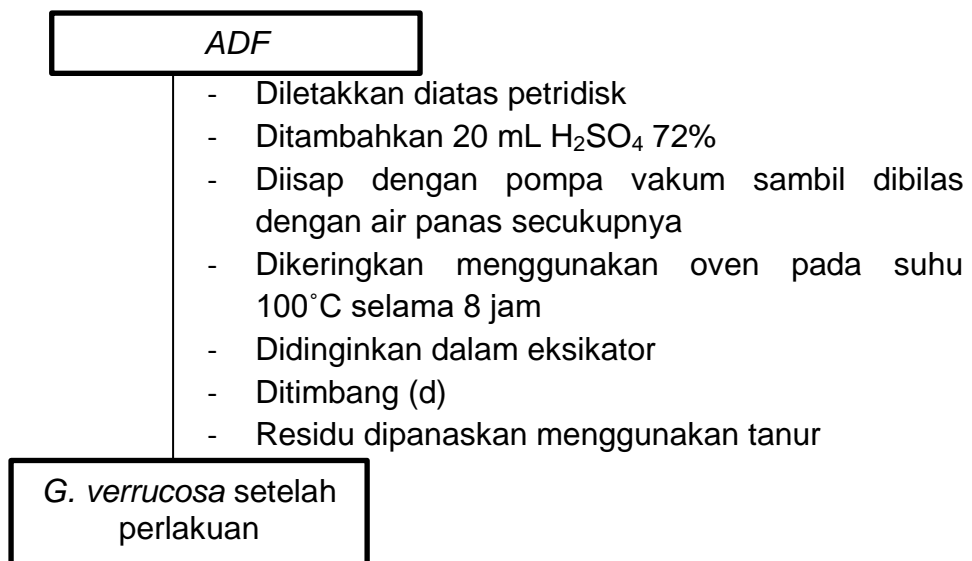 ADF
- Diletakkan diatas petridisk
- Ditambahkan 20 mL H₂SO₄ 72%
- Diisap dengan pompa vakum sambil dibilas
dengan air panas secukupnya
- Dikeringkan menggunakan oven pada suhu
100˚C selama 8 jam
- Didinginkan dalam eksikator
- Ditimbang (d)
- Residu dipanaskan menggunakan tanur
G. verrucosa setelah
perlakuan